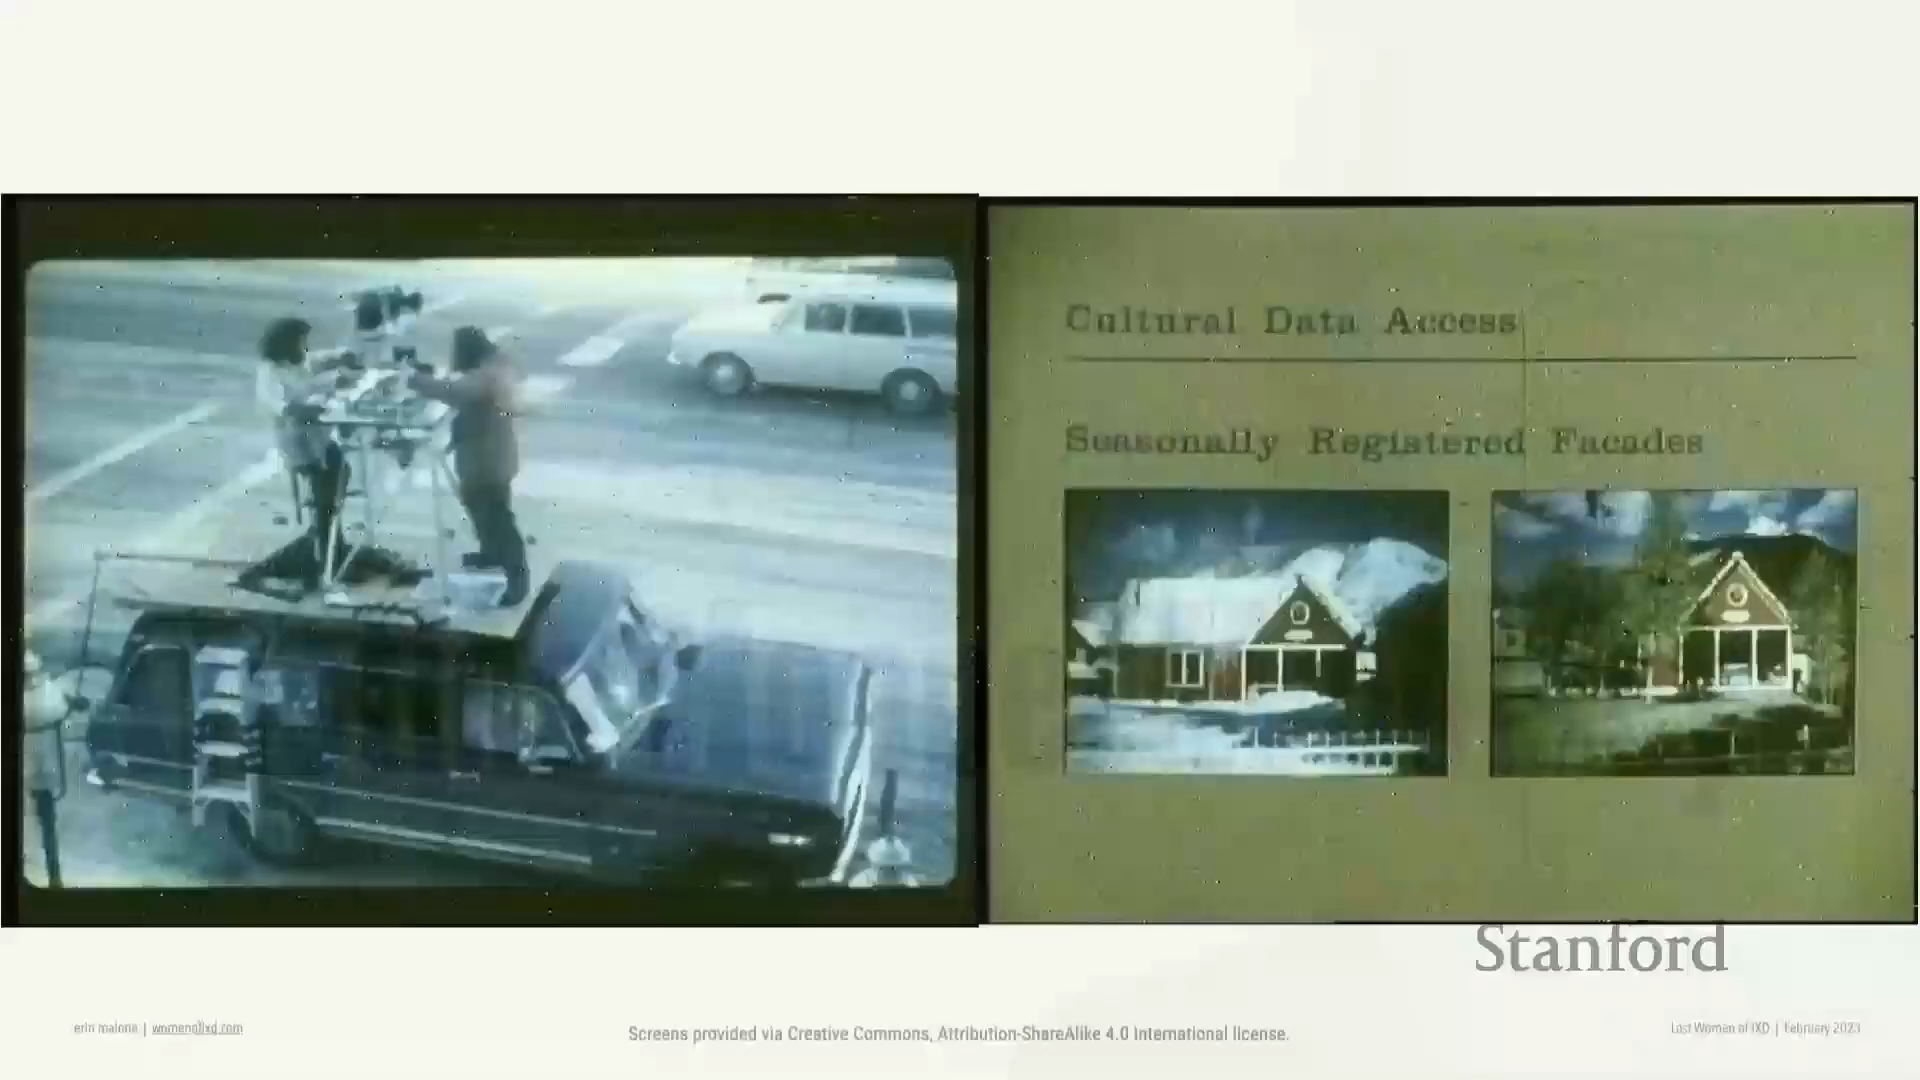 Cultural Data Access
Seasonally Registered Facades
Stanford
erin malone | womenofixd.com
Screens provided via Creative Commons, Attribution-ShareAlike 4.0 International license.
Lost Women of IXD | February 2023